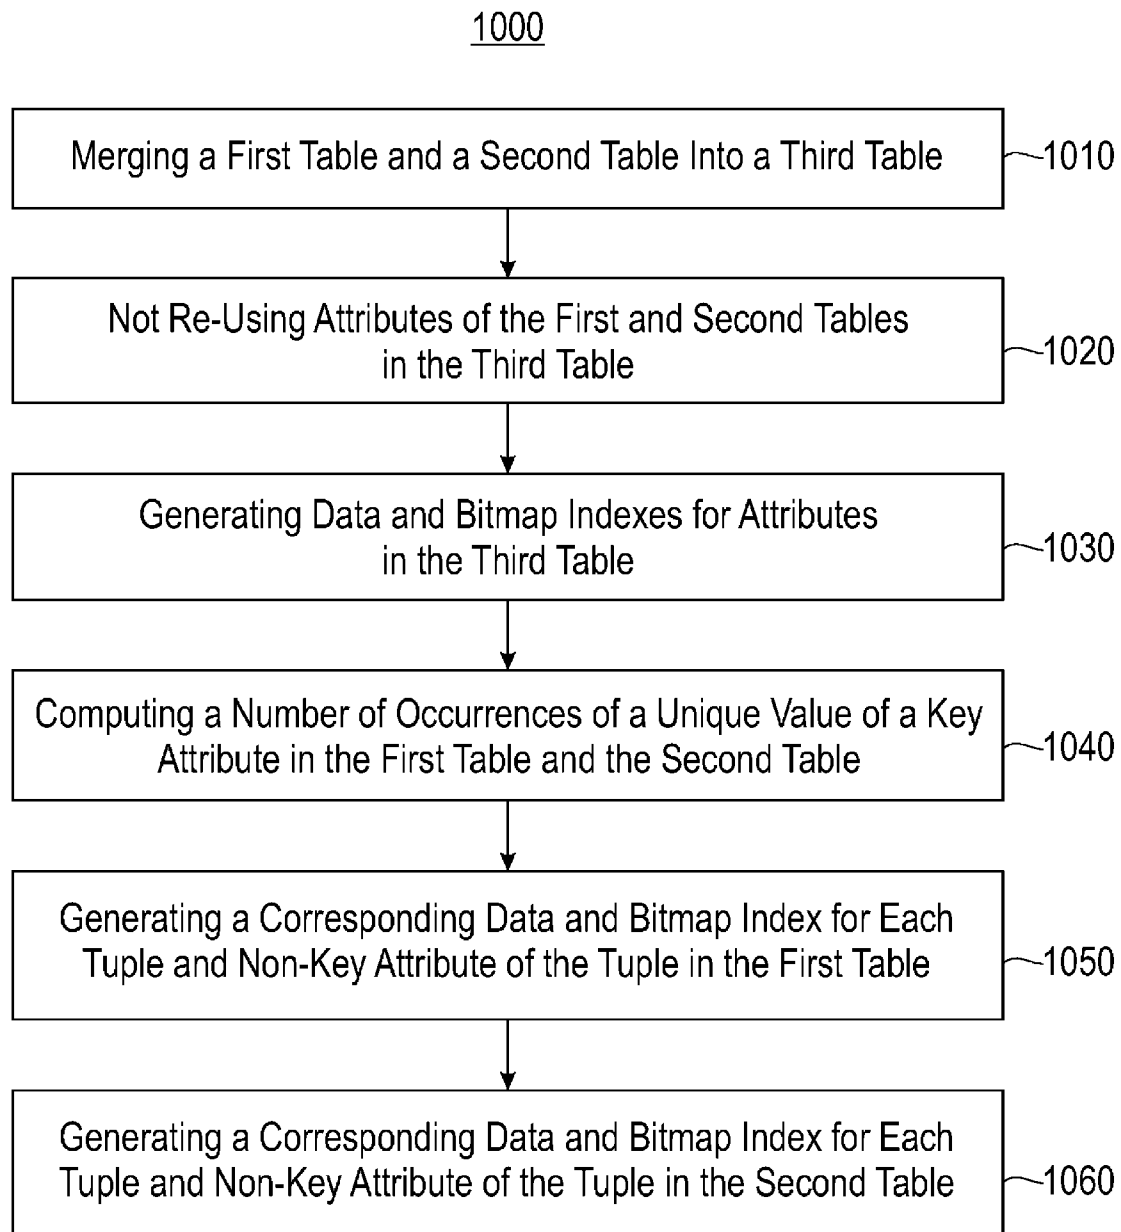 1000
Merging a First Table and a Second Table Into a Third Table
1010
Not Re-Using Attributes of the First and Second Tables
in the Third Table
1020
Generating Data and Bitmap Indexes for Attributes
in the Third Table
1030
Computing a Number of Occurrences of a Unique Value of a Key
Attribute in the First Table and the Second Table
1040
Generating a Corresponding Data and Bitmap Index for Each
Tuple and Non-Key Attribute of the Tuple in the First Table
1050
Generating a Corresponding Data and Bitmap Index for Each
Tuple and Non-Key Attribute of the Tuple in the Second Table
1060